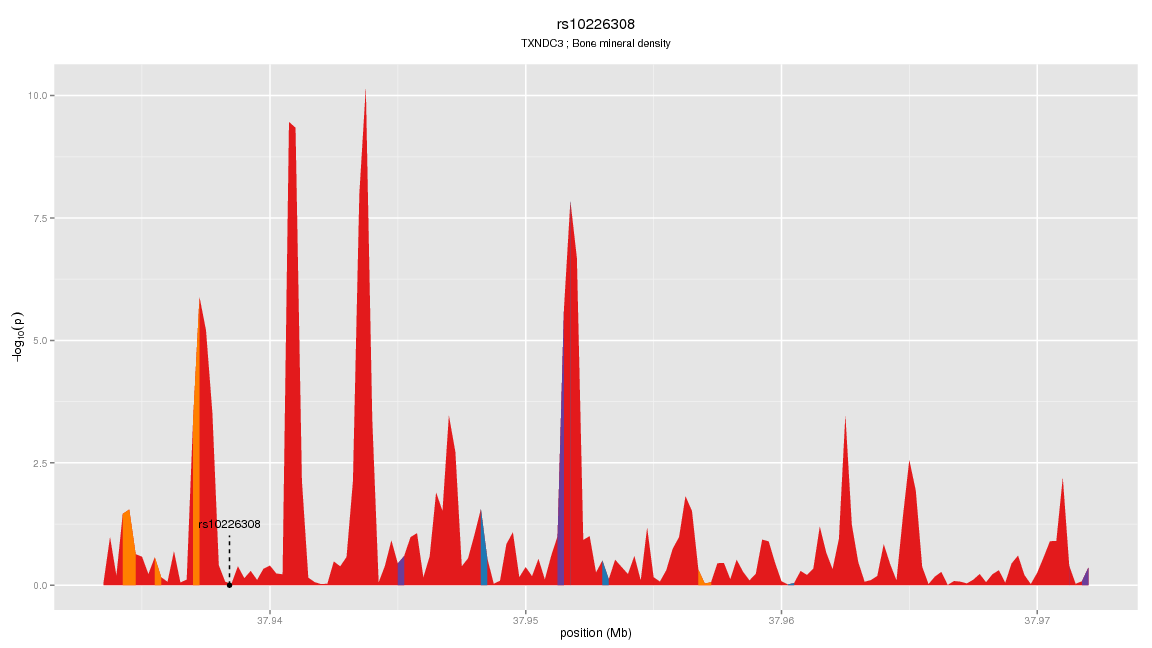 rs10226308
TXNDC3 ; Bone mineral density
−log₁₀(p)
10.0
7.5
5.0
2.5
0.0
rs10226308
37.94
37.95
37.96
37.97
position (Mb)